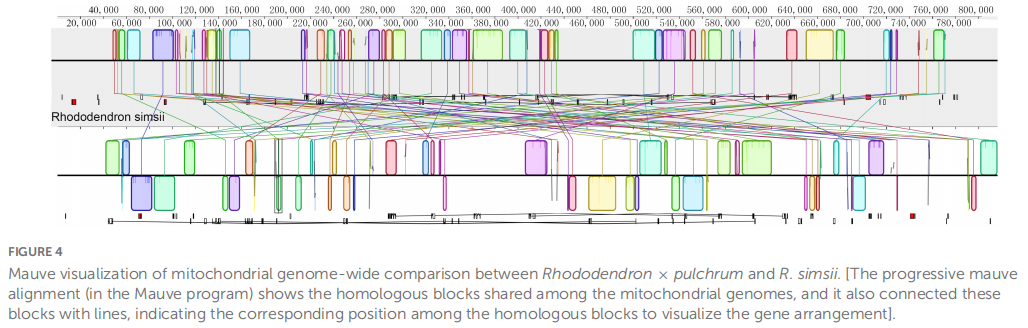 40,000 80,000 120,000 160,000 200,000 240,000 280,000 320,000 360,000 400,000 440,000 480,000 520,000 560,000 600,000 640,000 680,000 720,000 760,000 800,000
20,000 60,000 100,000 140,000 180,000 220,000 260,000 300,000 340,000 380,000 420,000 460,000 500,000 540,000 580,000 620,000 660,000 700,000 740,000 780,000
Rhododendron simsii
FIGURE 4
Mauve visualization of mitochondrial genome-wide comparison between Rhododendron × pulchrum and R. simsii. [The progressive mauve
alignment (in the Mauve program) shows the homologous blocks shared among the mitochondrial genomes, and it also connected these
blocks with lines, indicating the corresponding position among the homologous blocks to visualize the gene arrangement].